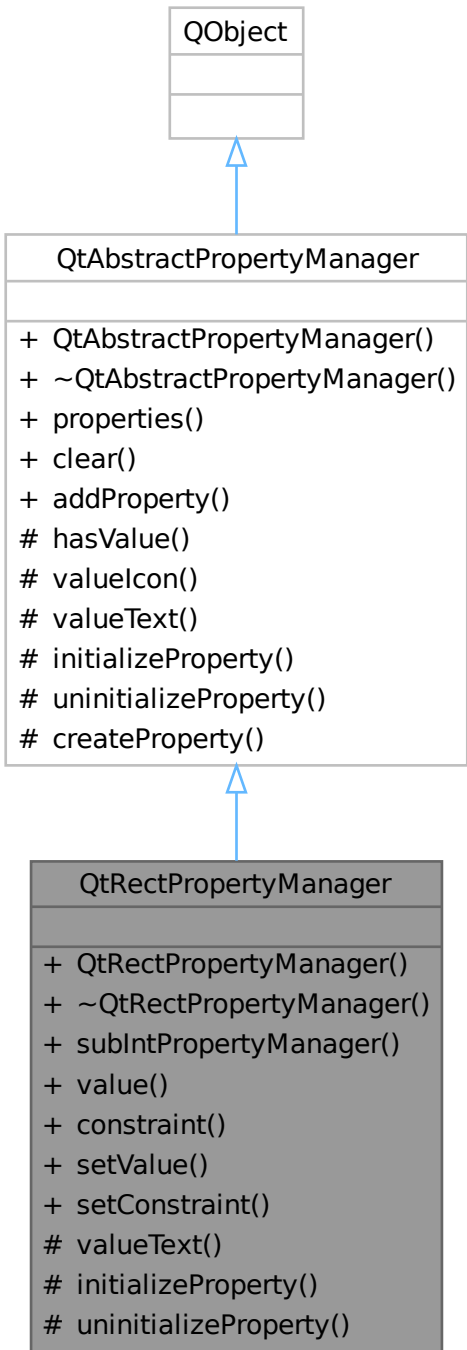 QObject
QtAbstractPropertyManager
+ QtAbstractPropertyManager()
+ ~QtAbstractPropertyManager()
+ properties()
+ clear()
+ addProperty()
# hasValue()
# valueIcon()
# valueText()
# initializeProperty()
# uninitializeProperty()
# createProperty()
QtRectPropertyManager
+ QtRectPropertyManager()
+ ~QtRectPropertyManager()
+ subIntPropertyManager()
+ value()
+ constraint()
+ setValue()
+ setConstraint()
# valueText()
# initializeProperty()
# uninitializeProperty()